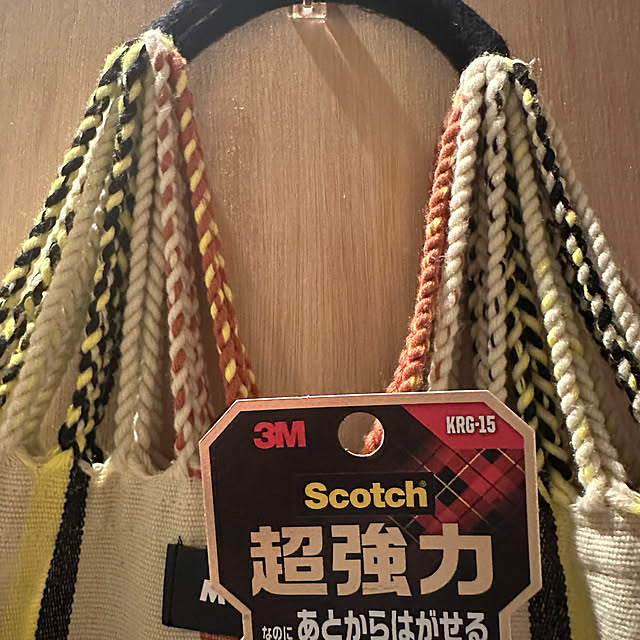 3M
KRG-15
Scotch®
超強力
なのに あとからはがせる
M